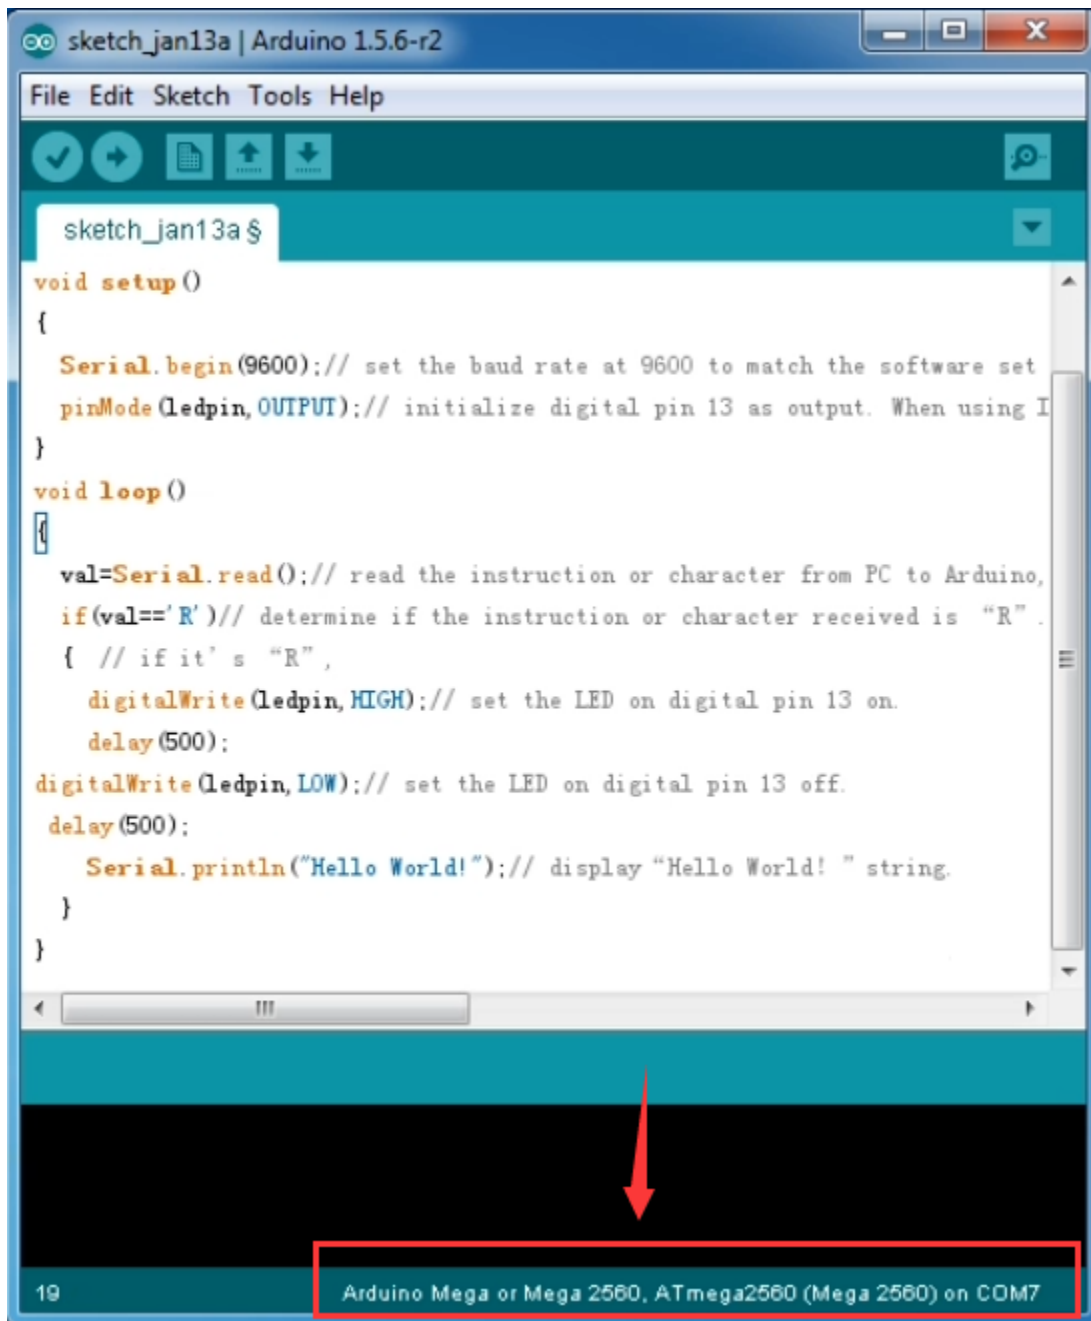 sketch_jan13a | Arduino 1.5.6-r2
File Edit Sketch Tools Help
sketch_jan13a §
void setup()
{
Serial.begin(9600);// set the baud rate at 9600 to match the software set
pinMode(ledpin,OUTPUT);// initialize digital pin 13 as output. When using I
}
void loop()
{
val=Serial.read();// read the instruction or character from PC to Arduino,
if(val=='R')// determine if the instruction or character received is “R”.
{ // if it’s “R”,
digitalWrite(ledpin,HIGH);// set the LED on digital pin 13 on.
delay(500);
digitalWrite(ledpin,LOW);// set the LED on digital pin 13 off.
delay(500);
Serial.println("Hello World!");// display “Hello World! ” string.
}
}
19 Arduino Mega or Mega 2560, ATmega2560 (Mega 2560) on COM7